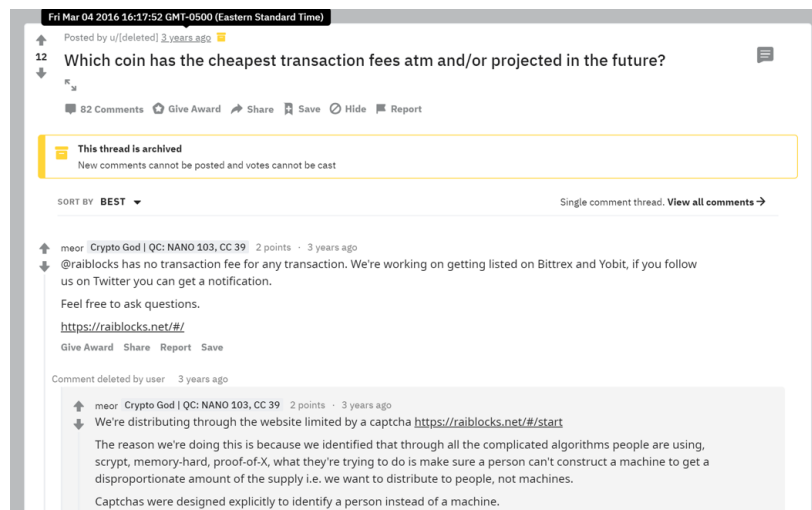 Fri Mar 04 2016 16:17:52 GMT-0500 (Eastern Standard Time)
Posted by u/[deleted] 3 years ago
12
Which coin has the cheapest transaction fees atm and/or projected in the future?
82 Comments Give Award Share Save Hide Report
This thread is archived
New comments cannot be posted and votes cannot be cast
SORT BY BEST
Single comment thread. View all comments
meor Crypto God | QC: NANO 103, CC 39 2 points · 3 years ago
@raiblocks has no transaction fee for any transaction. We're working on getting listed on Bittrex and Yobit, if you follow
us on Twitter you can get a notification.
Feel free to ask questions.
https://raiblocks.net/#/
Give Award Share Report Save
Comment deleted by user 3 years ago
meor Crypto God | QC: NANO 103, CC 39 2 points · 3 years ago
We're distributing through the website limited by a captcha https://raiblocks.net/#/start
The reason we're doing this is because we identified that through all the complicated algorithms people are using,
scrypt, memory-hard, proof-of-X, what they're trying to do is make sure a person can't construct a machine to get a
disproportionate amount of the supply i.e. we want to distribute to people, not machines.
Captchas were designed explicitly to identify a person instead of a machine.